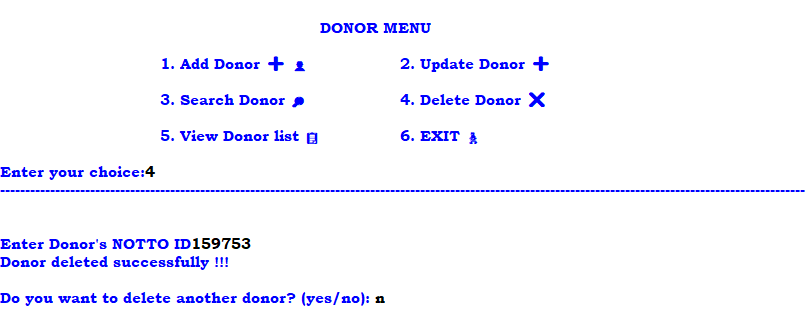 DONOR MENU
1. Add Donor ➕ 👤 2. Update Donor ➕
3. Search Donor 🔎 4. Delete Donor ❌
5. View Donor list 📋 6. EXIT 🚶
Enter your choice:4
--------------------------------------------------------------------------------------------------------------------------------------------------------
Enter Donor's NOTTO ID159753
Donor deleted successfully !!!
Do you want to delete another donor? (yes/no): n